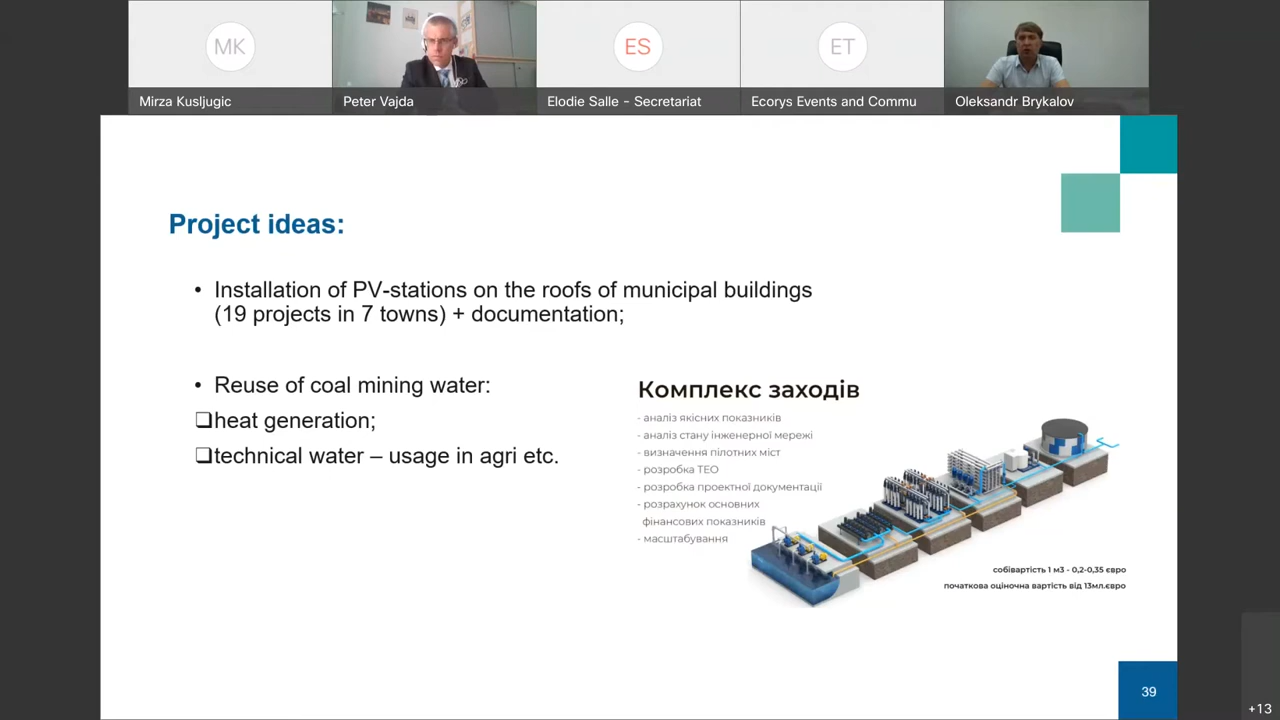 MK
ES
ET
Mirza Kusljugic
Peter Vajda
Elodie Salle - Secretariat
Ecorys Events and Commu
Oleksandr Brykalov
Project ideas:
• Installation of PV-stations on the roofs of municipal buildings
(19 projects in 7 towns) + documentation;
• Reuse of coal mining water:
❑heat generation;
❑technical water – usage in agri etc.
Комплекс заходів
- аналіз якісних показників
- аналіз стану інженерної мережі
- визначення пілотних міст
- розробка ТЕО
- розробка проектної документації
- розрахунок основних
фінансових показників
- масштабування
собівартість 1 м3 - 0,2-0,35 євро
початкова оціночна вартість від 13мл.євро
39
+13